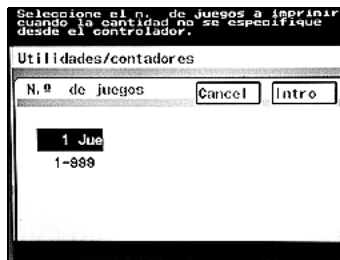 Seleccione el n. de juegos a imprimir
cuando la cantidad no se especifique
desde el controlador.
Utilidades/contadores
N.º de juegos
Cancel
Intro
1 Jue
1-999